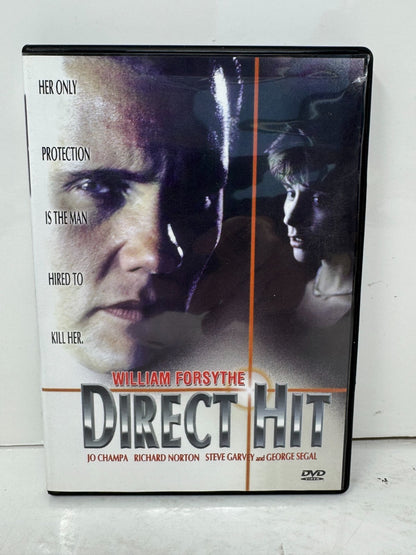 HER ONLY
PROTECTION
IS THE MAN
HIRED TO
KILL HER.
WILLIAM FORSYTHE
DIRECT HIT
JO CHAMPA RICHARD NORTON STEVE GARVEY and GEORGE SEGAL
DVD
VIDEO